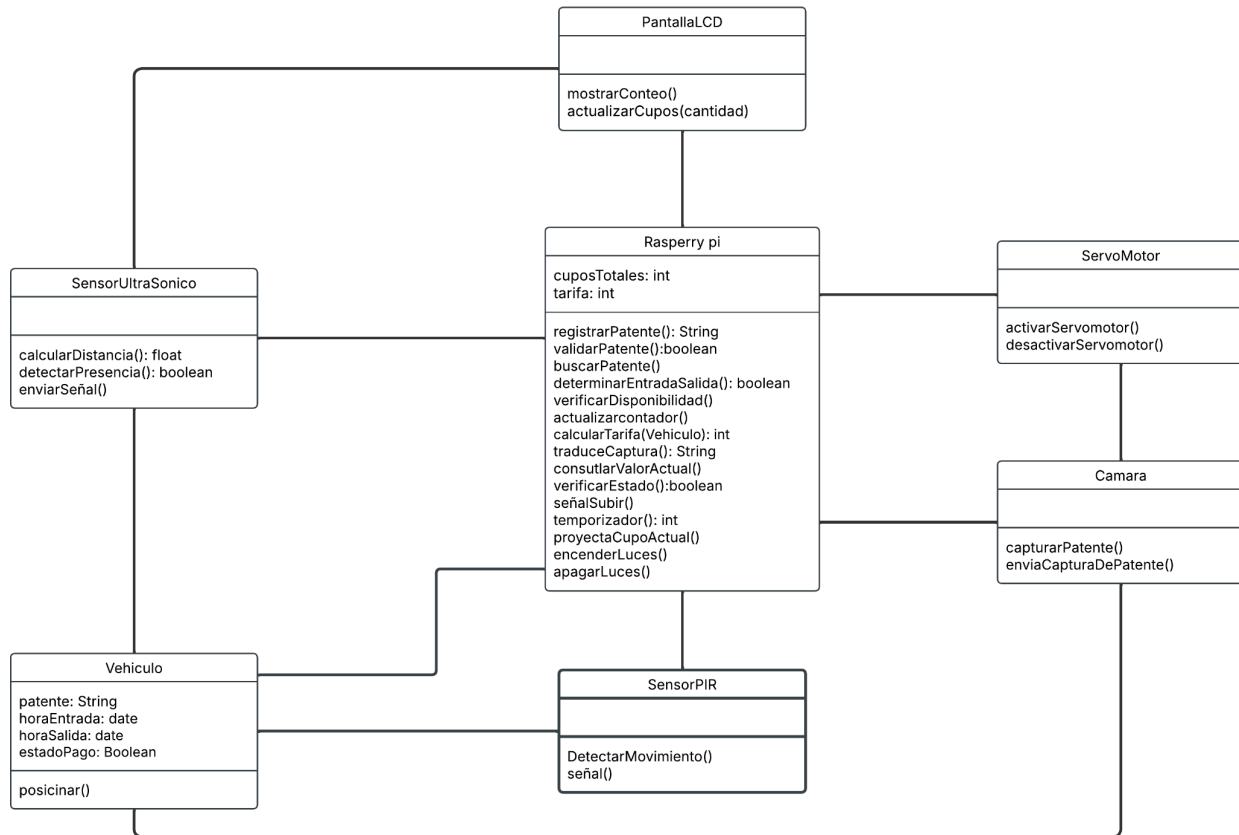 PantallaLCD
mostrarConteo()
actualizarCupos(cantidad)
Rasperry pi
cuposTotales: int
tarifa: int
registrarPatente(): String
validarPatente():boolean
buscarPatente()
determinarEntradaSalida(): boolean
verificarDisponibilidad()
actualizarcontador()
calcularTarifa(Vehiculo): int
traduceCaptura(): String
consutlarValorActual()
verificarEstado():boolean
señalSubir()
temporizador(): int
proyectaCupoActual()
encenderLuces()
apagarLuces()
ServoMotor
activarServomotor()
desactivarServomotor()
SensorUltraSonico
calcularDistancia(): float
detectarPresencia(): boolean
enviarSeñal()
Camara
capturarPatente()
enviaCapturaDePatente()
Vehiculo
patente: String
horaEntrada: date
horaSalida: date
estadoPago: Boolean
posicinar()
SensorPIR
DetectarMovimiento()
señal()